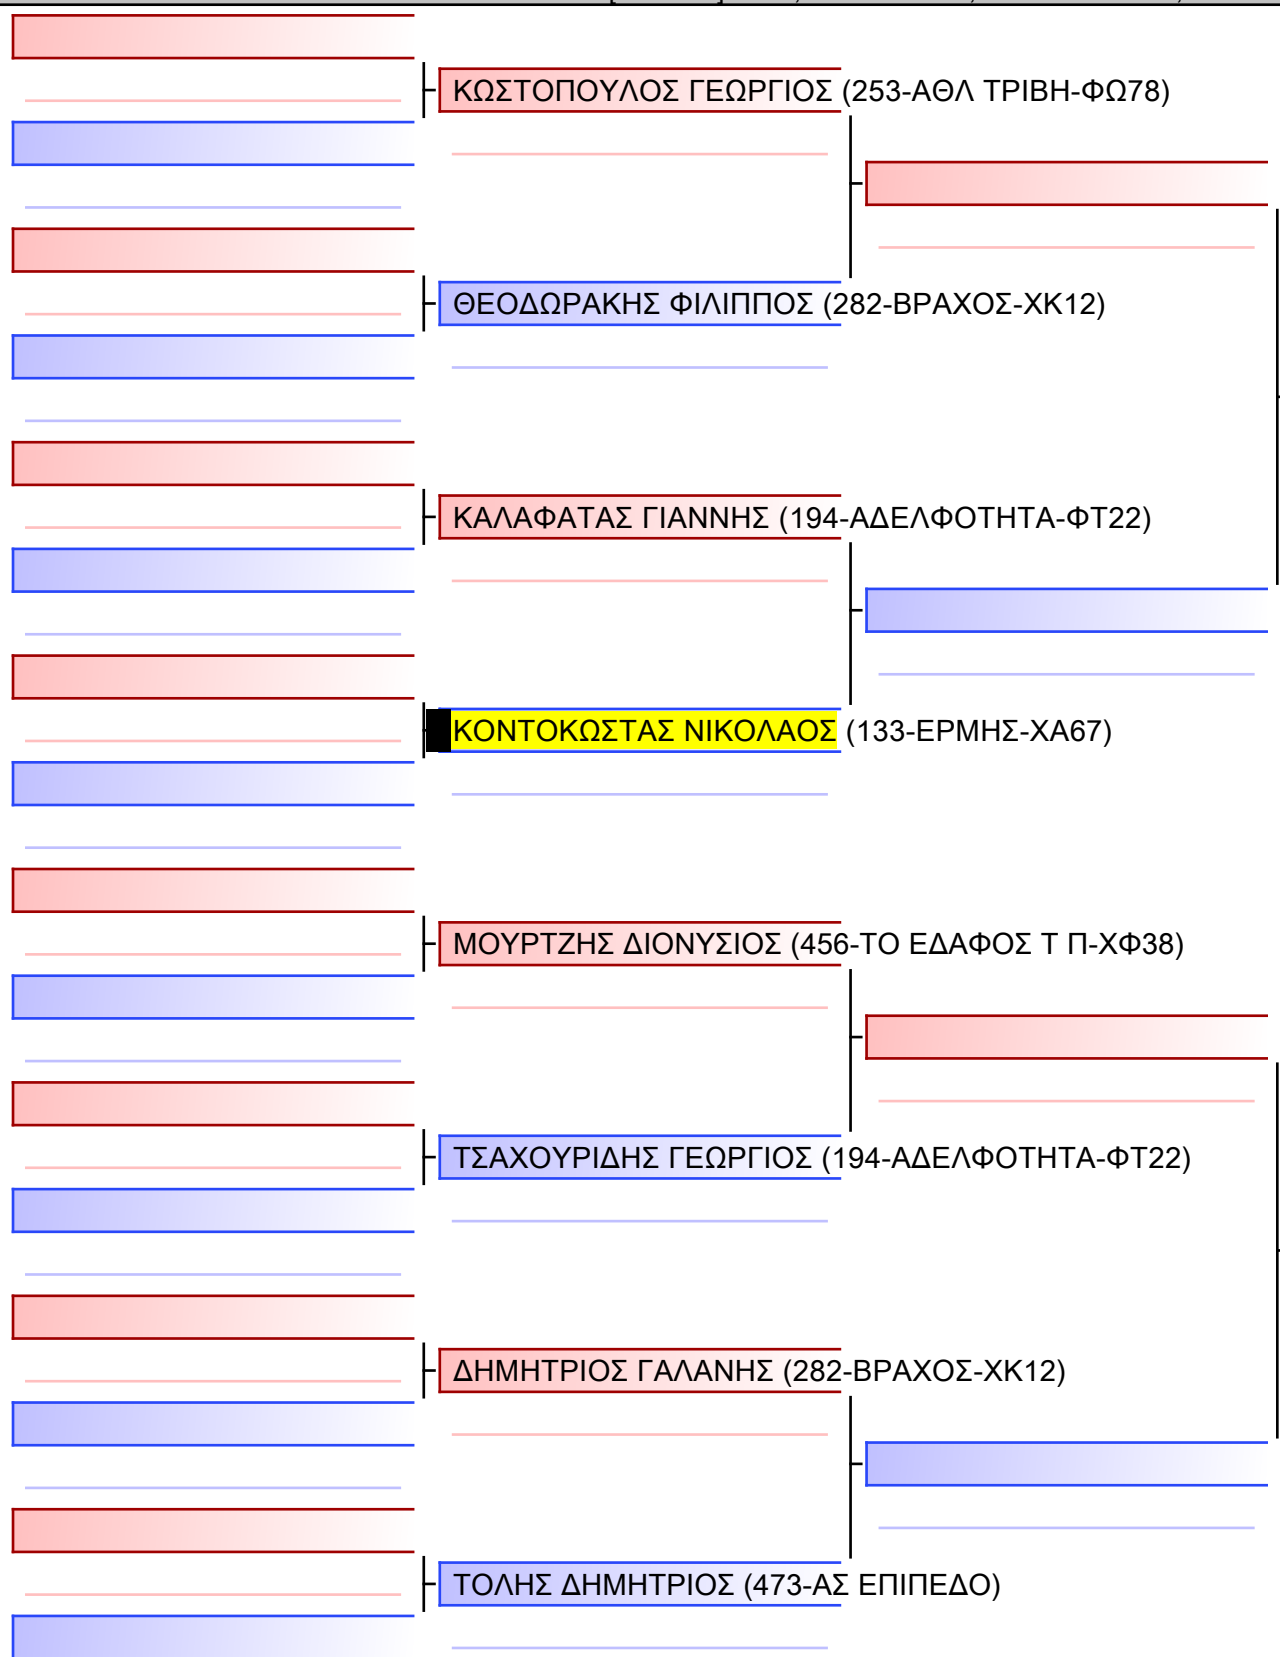 ΚΩΣΤΟΠΟΥΛΟΣ ΓΕΩΡΓΙΟΣ (253-ΑΘΛ ΤΡΙΒΗ-ΦΩ78)
ΘΕΟΔΩΡΑΚΗΣ ΦΙΛΙΠΠΟΣ (282-ΒΡΑΧΟΣ-ΧΚ12)
ΚΑΛΑΦΑΤΑΣ ΓΙΑΝΝΗΣ (194-ΑΔΕΛΦΟΤΗΤΑ-ΦΤ22)
ΚΟΝΤΟΚΩΣΤΑΣ ΝΙΚΟΛΑΟΣ (133-ΕΡΜΗΣ-ΧΑ67)
ΜΟΥΡΤΖΗΣ ΔΙΟΝΥΣΙΟΣ (456-ΤΟ ΕΔΑΦΟΣ Τ Π-ΧΦ38)
ΤΣΑΧΟΥΡΙΔΗΣ ΓΕΩΡΓΙΟΣ (194-ΑΔΕΛΦΟΤΗΤΑ-ΦΤ22)
ΔΗΜΗΤΡΙΟΣ ΓΑΛΑΝΗΣ (282-ΒΡΑΧΟΣ-ΧΚ12)
ΤΟΛΗΣ ΔΗΜΗΤΡΙΟΣ (473-ΑΣ ΕΠΙΠΕΔΟ)